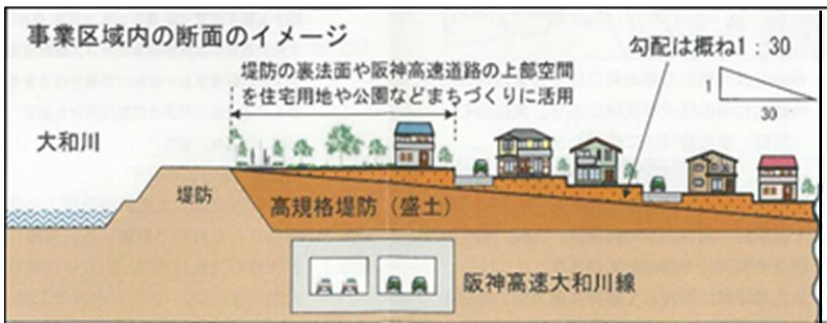 事業区域内の断面のイメージ
勾配は概ね1:30
堤防の裏法面や阪神高速道路の上部空間
を住宅用地や公園などまちづくりに活用
1
30
大和川
堤防
高規格堤防(盛土)
阪神高速大和川線